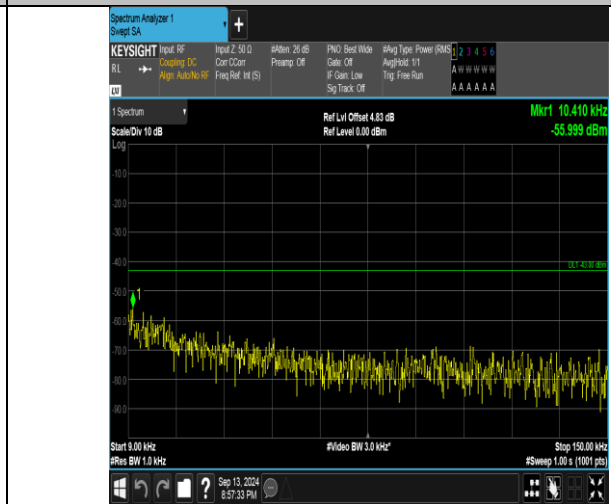 Spectrum Analyzer 1
Swept SA
+
KEYSIGHT Input: RF Input Z: 50 Ω #Atten: 26 dB PNO: Best Wide #Avg Type: Power (RMS 1 2 3 4 5 6
RL Coupling: DC Corr CCorr Preamp: Off Gate: Off Avg|Hold: 1/1 A W W W W W
Align: Auto/No RF Freq Ref: Int (S) IF Gain: Low Trig: Free Run
Sig Track: Off A A A A A A
LXI
1 Spectrum
Ref Lvl Offset 4.83 dB Mkr1 10.410 kHz
Scale/Div 10 dB Ref Level 0.00 dBm -55.999 dBm
Log
-10.0
-20.0
-30.0
-40.0
DL1 -43.00 dBm
-50.0
1
-60.0
-70.0
-80.0
-90.0
Start 9.00 kHz #Video BW 3.0 kHz* Stop 150.00 kHz
#Res BW 1.0 kHz #Sweep 1.00 s (1001 pts)
? Sep 13, 2024
8:57:33 PM